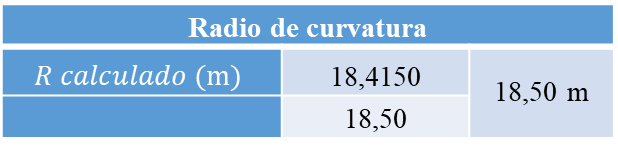 Radio de curvatura
R calculado (m) 18,4150
18,50 m
18,50